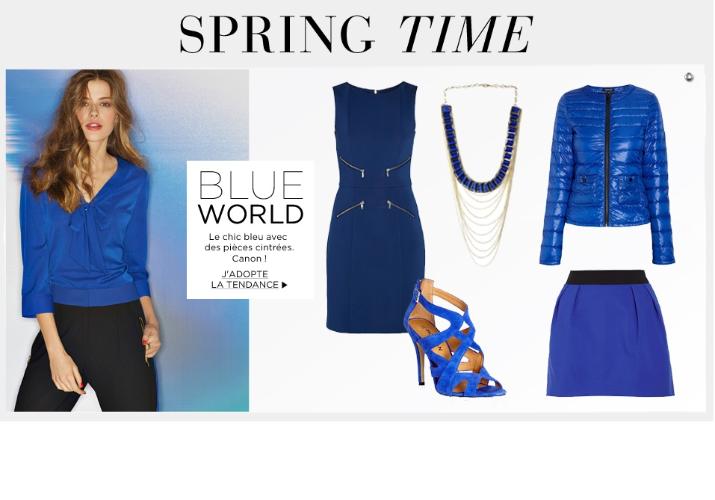 SPRING TIME
BLUE
WORLD
Le chic bleu avec
des pièces cintrées.
Canon !
J'ADOPTE
LA TENDANCE